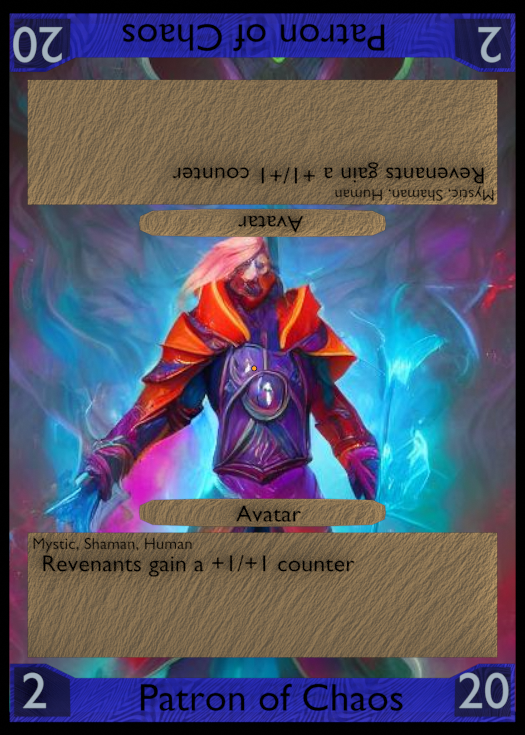 20 Patron of Chaos 2
Revenants gain a +1/+1 counter
Mystic, Shaman, Human
Avatar
Avatar
Mystic, Shaman, Human
Revenants gain a +1/+1 counter
2 Patron of Chaos 20